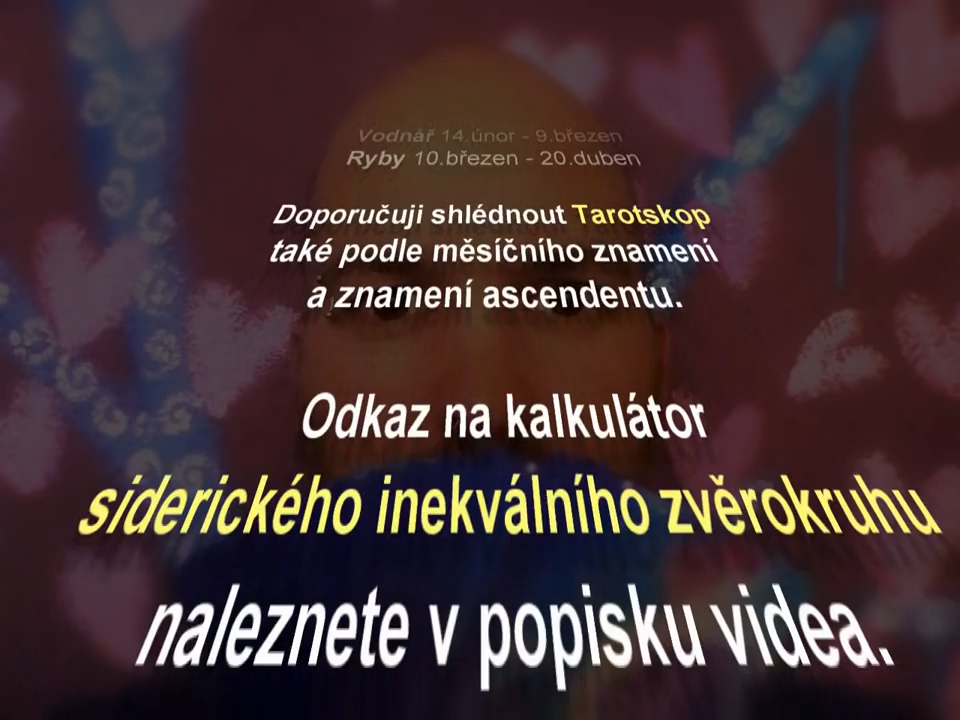 Vodnář 14.únor - 9.březen
Ryby 10.březen - 20.duben
Doporučuji shlédnout Tarotskop
také podle měsíčního znamení
a znamení ascendentu.
Odkaz na kalkulátor
siderického inekválního zvěrokruhu
naleznete v popisku videa.